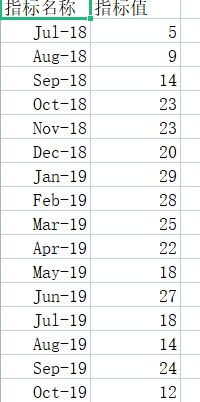 指标名称 指标值
Jul-18 5
Aug-18 9
Sep-18 14
Oct-18 23
Nov-18 23
Dec-18 20
Jan-19 29
Feb-19 28
Mar-19 25
Apr-19 22
May-19 18
Jun-19 27
Jul-19 18
Aug-19 14
Sep-19 24
Oct-19 12